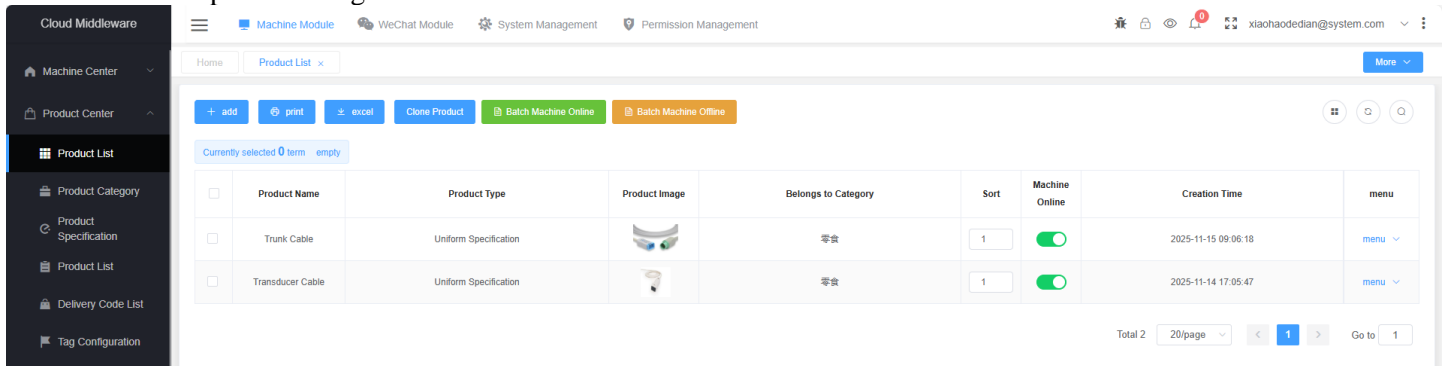 Cloud Middleware
Machine Module WeChat Module System Management Permission Management 0 xiaohaodedian@system.com
Machine Center
Home Product List × More
Product Center
+ add print excel Clone Product Batch Machine Online Batch Machine Offline
Product List
Currently selected 0 term empty
Product Category
Product Name Product Type Product Image Belongs to Category Sort Machine Online Creation Time menu
Product
Specification
Trunk Cable Uniform Specification 零食 1 2025-11-15 09:06:18 menu
Product List
Transducer Cable Uniform Specification 零食 1 2025-11-14 17:05:47 menu
Delivery Code List
Total 2 20/page < 1 > Go to 1
Tag Configuration